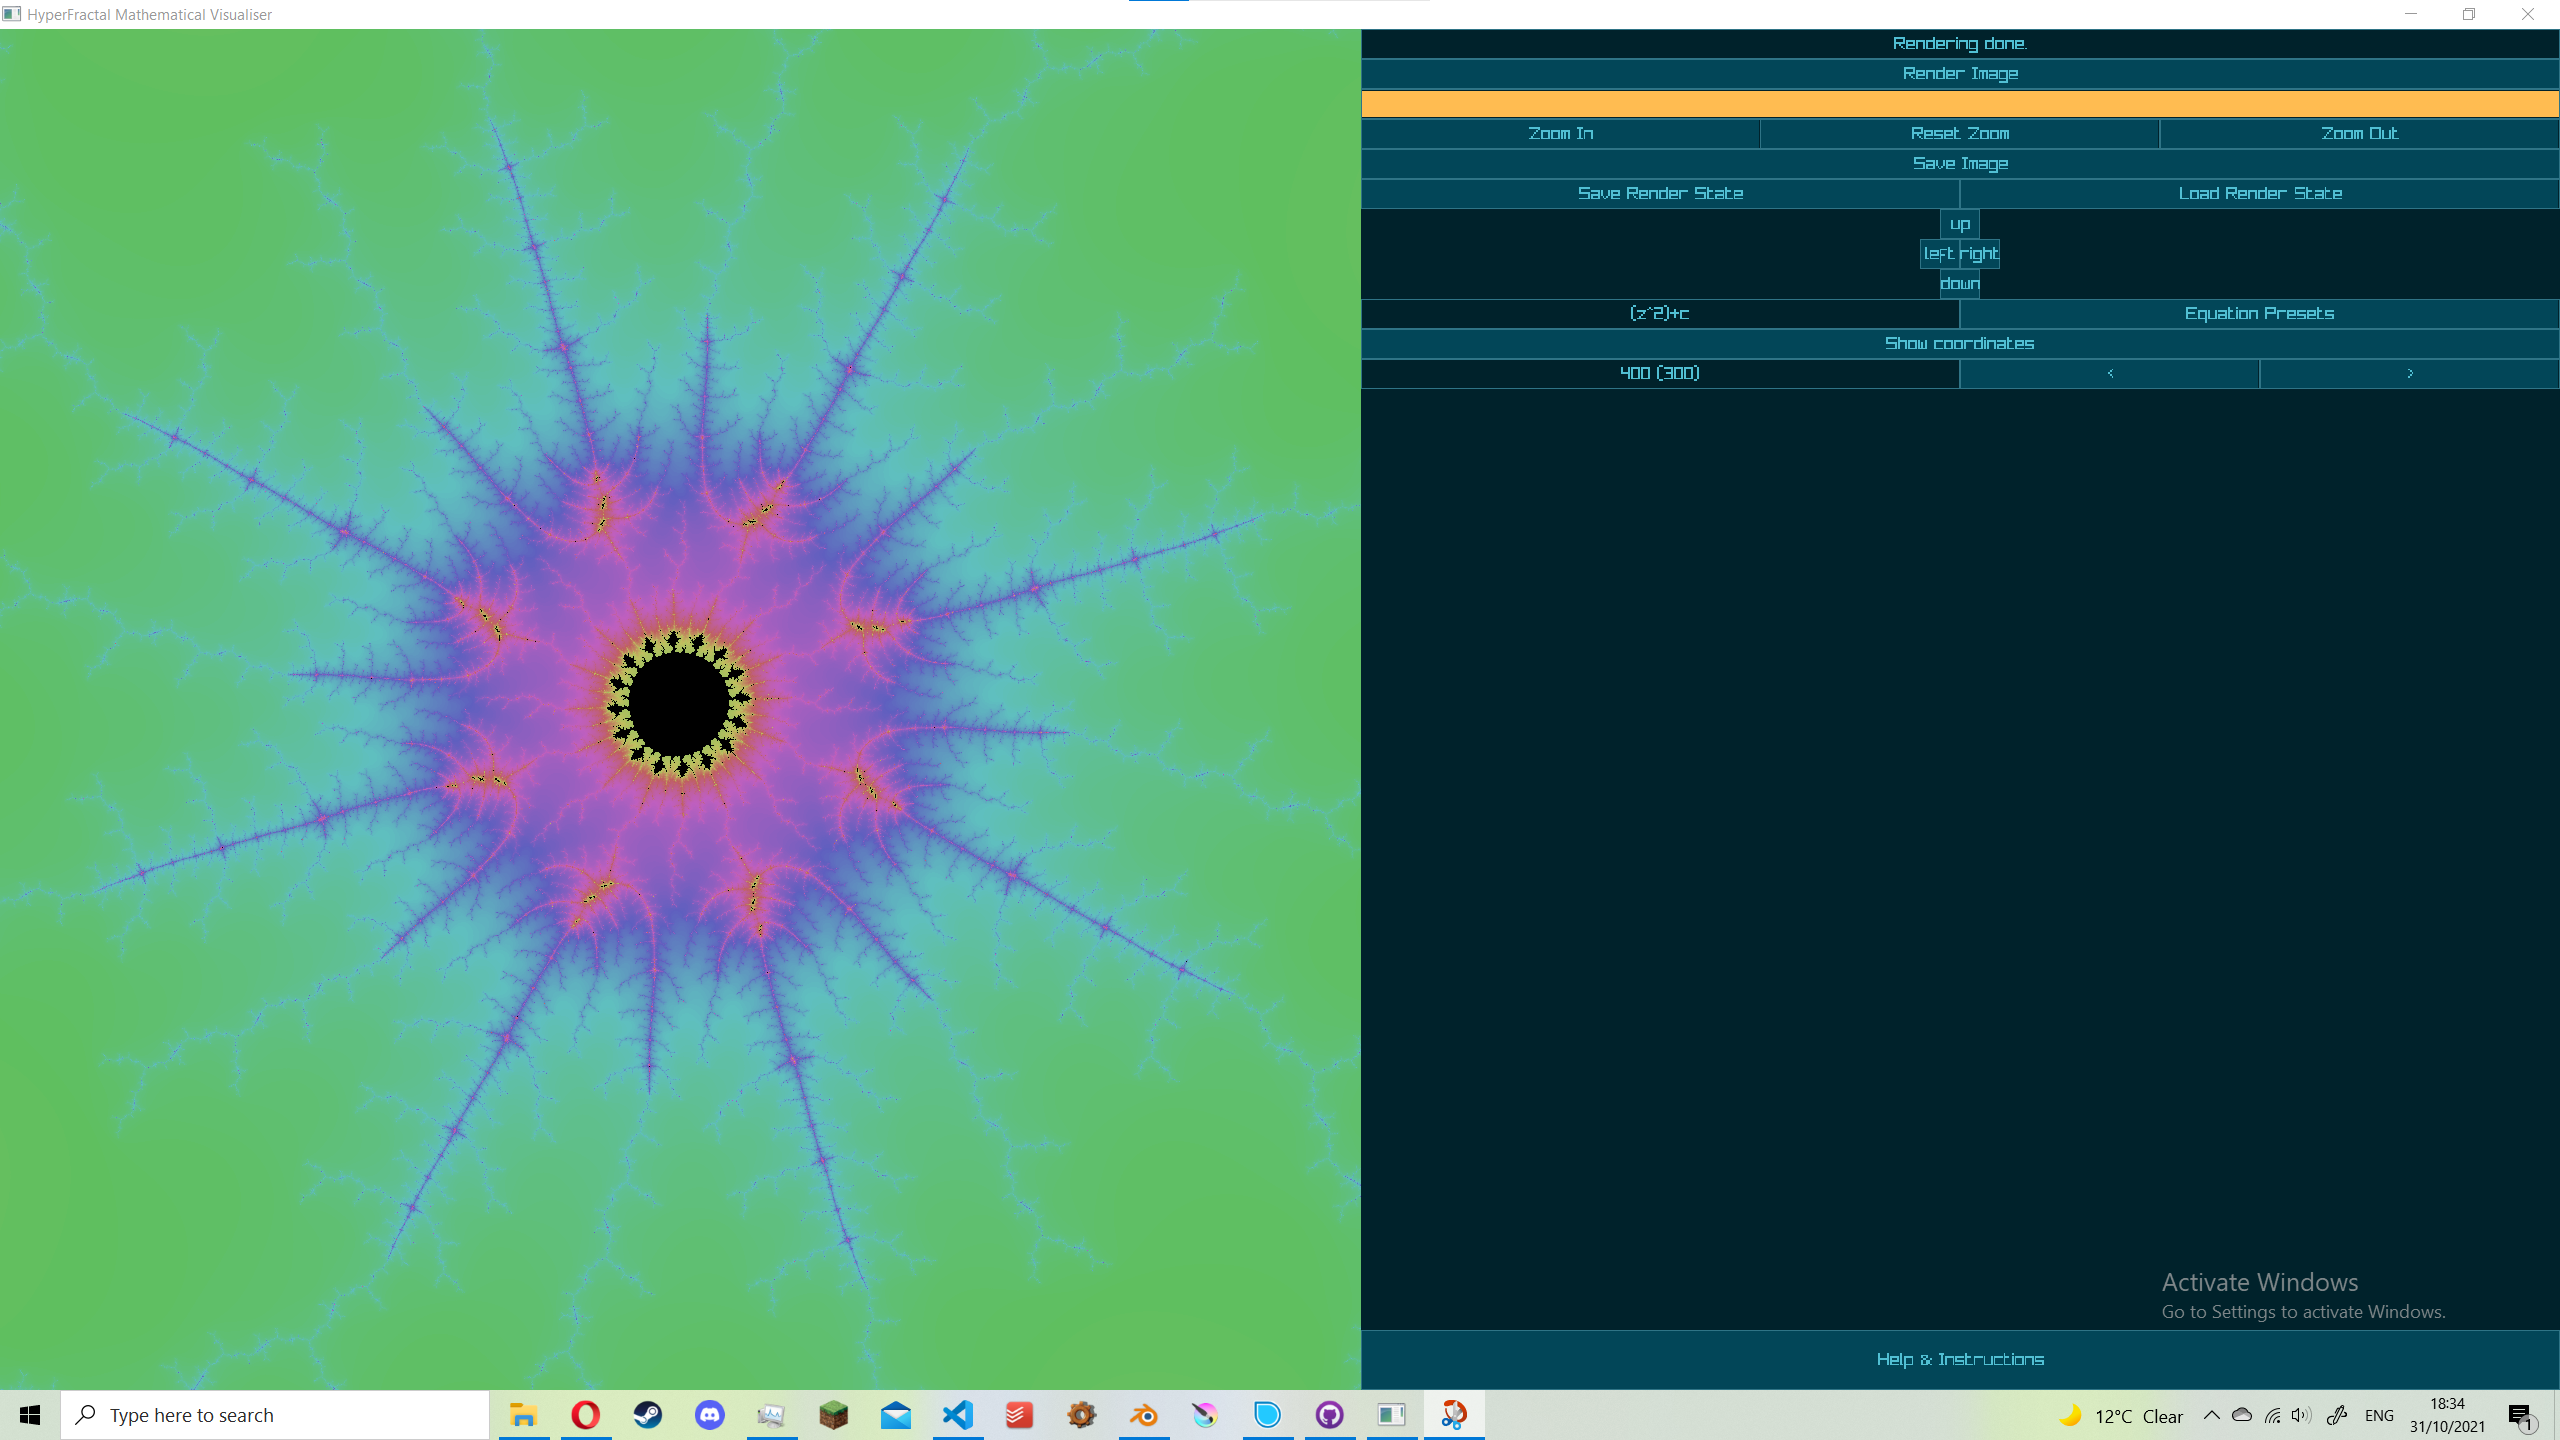 HyperFractal Mathematical Visualiser
Rendering done.
Render Image
Zoom In Reset Zoom Zoom Out
Save Image
Save Render State Load Render State
up
left right
down
(z^2)+c Equation Presets
Show coordinates
400 (300) < >
Activate Windows
Go to Settings to activate Windows.
Help & Instructions
Type here to search
12°C Clear ENG
18:34
31/10/2021
1